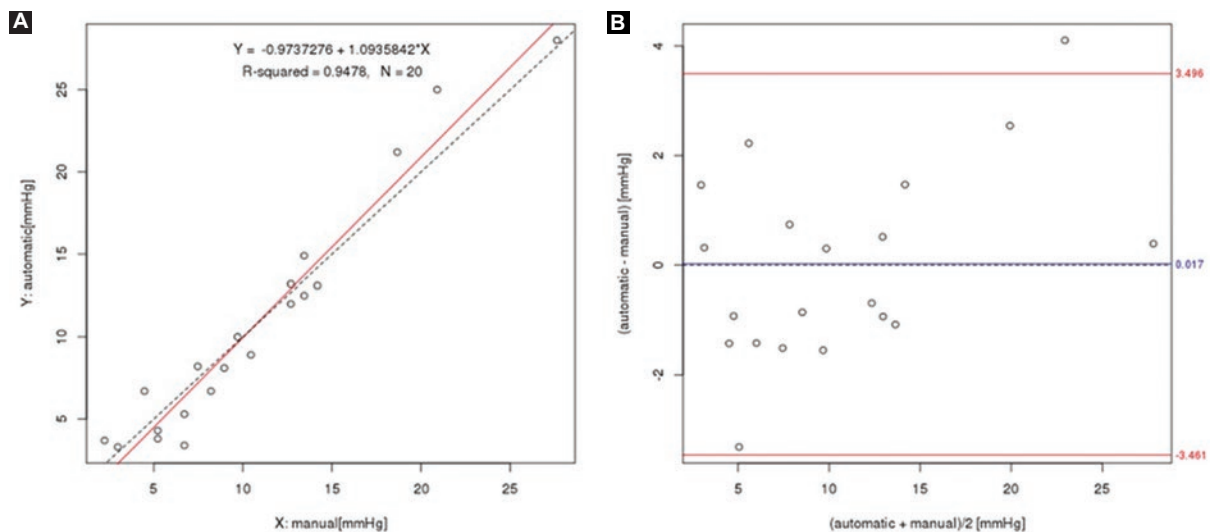 A
Y = -0.9737276 + 1.0935842*X
R-squared = 0.9478, N = 20
25
20
15
10
5
Y: automatic[mmHg]
5 10 15 20 25
X: manual[mmHg]
B
4
2
0
-2
(automatic - manual) [mmHg]
3.496
0.017
-3.461
5 10 15 20 25
(automatic + manual)/2 [mmHg]